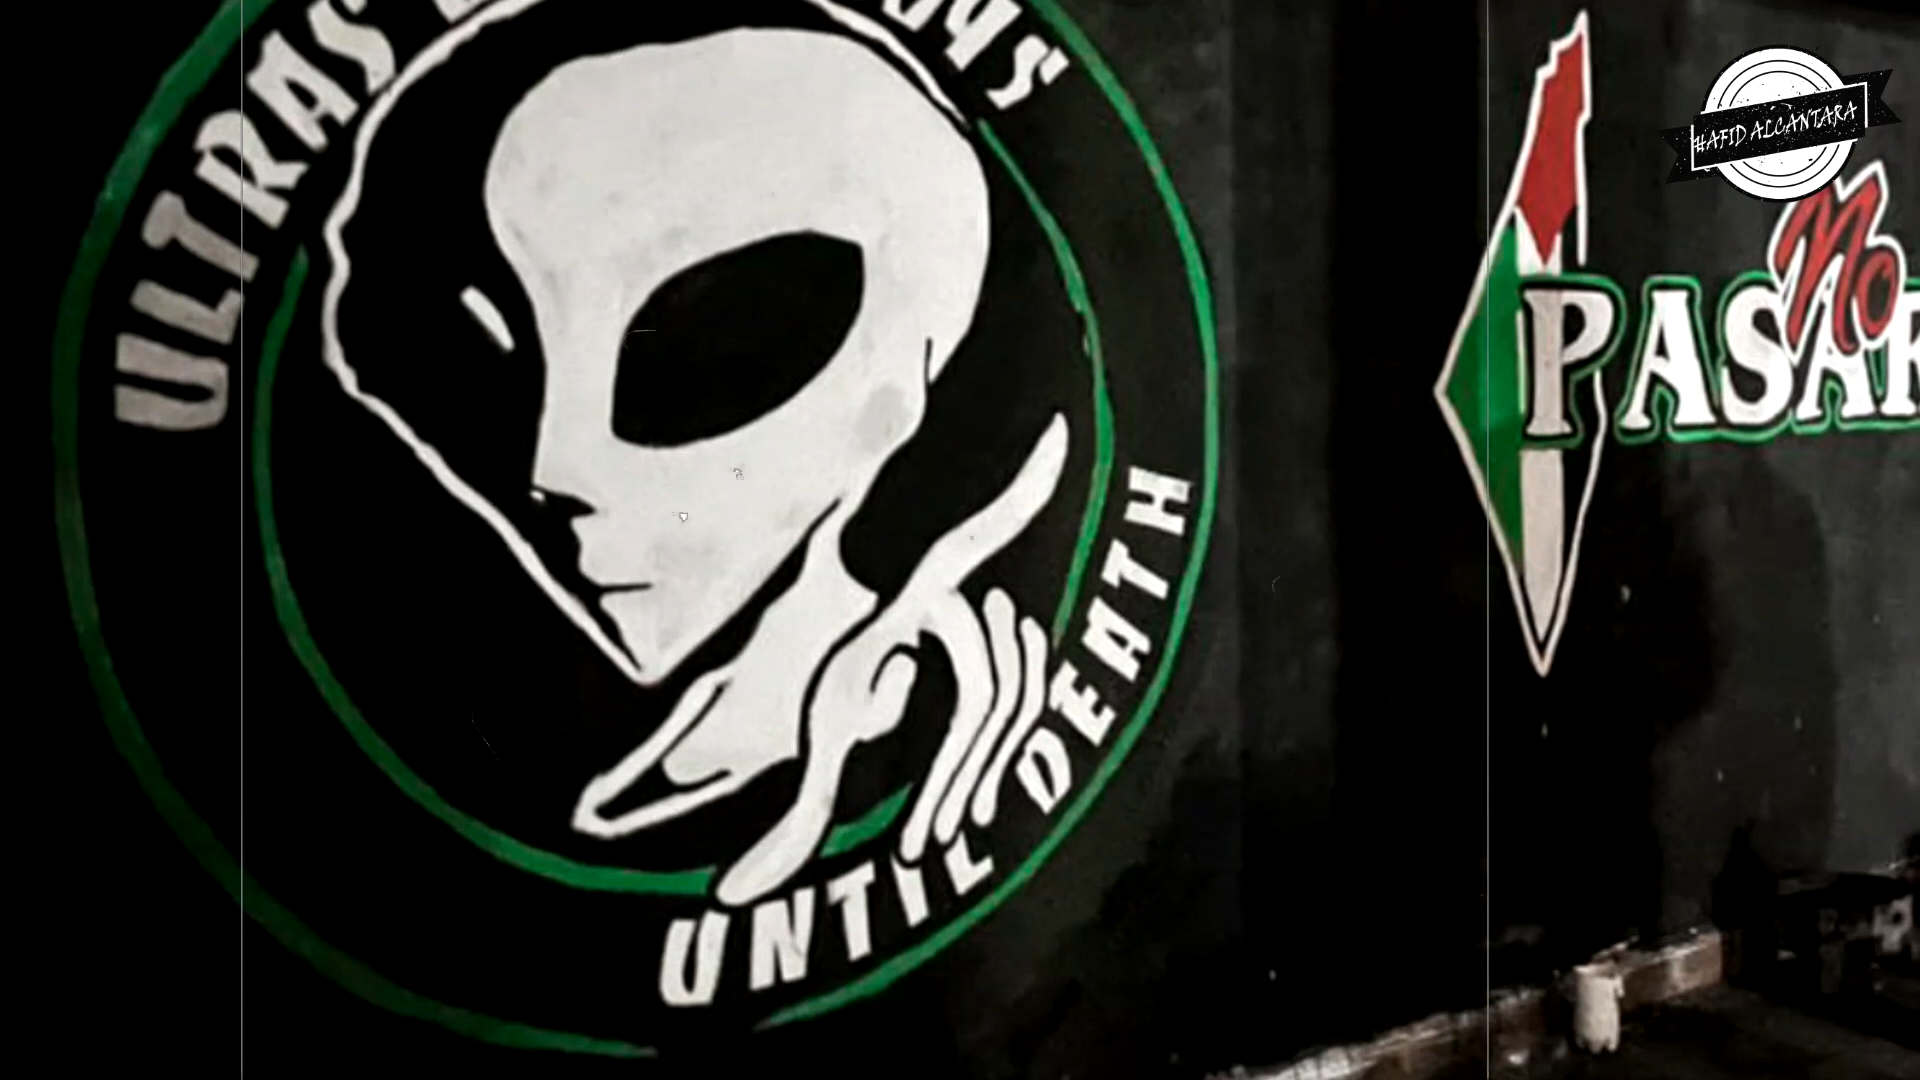 ULTRAS
UNTIL DEATH
No
PASAR
HAFID ALCANTARA